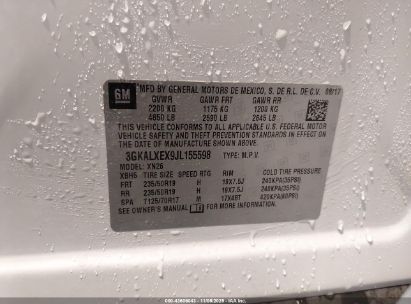 GM
MFD BY GENERAL MOTORS DE MEXICO, S. DE R.L. DE C.V. 09/17
GVWR GAWR FRT GAWR RR
2200 KG 1175 KG 1200 KG
4850 LB 2590 LB 2645 LB
THIS VEHICLE CONFORMS TO ALL APPLICABLE U.S. FEDERAL MOTOR
VEHICLE SAFETY AND THEFT PREVENTION STANDARDS IN EFFECT ON
THE DATE OF MANUFACTURE SHOWN ABOVE.
3GKALXEX9JL155598 TYPE: M.P.V.
MODEL: XN26
XBH5 TIRE SIZE SPEED RTG RIM COLD TIRE PRESSURE
FRT 235/50R19 H 19X7.5J 240KPA(35PSI)
RR 235/50R19 H 19X7.5J 240KPA(35PSI)
SPA T125/70R17 M 17X4BT 420KPA(60PSI)
SEE OWNER'S MANUAL FOR MORE INFORMATION.